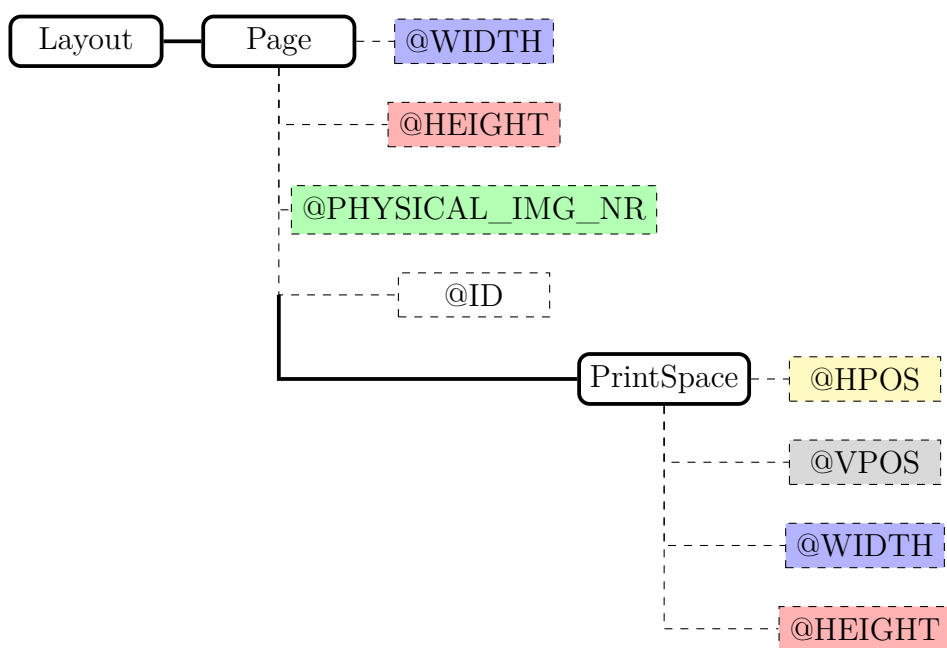 Layout Page @WIDTH
@HEIGHT
@PHYSICAL_IMG_NR
@ID
PrintSpace @HPOS
@VPOS
@WIDTH
@HEIGHT